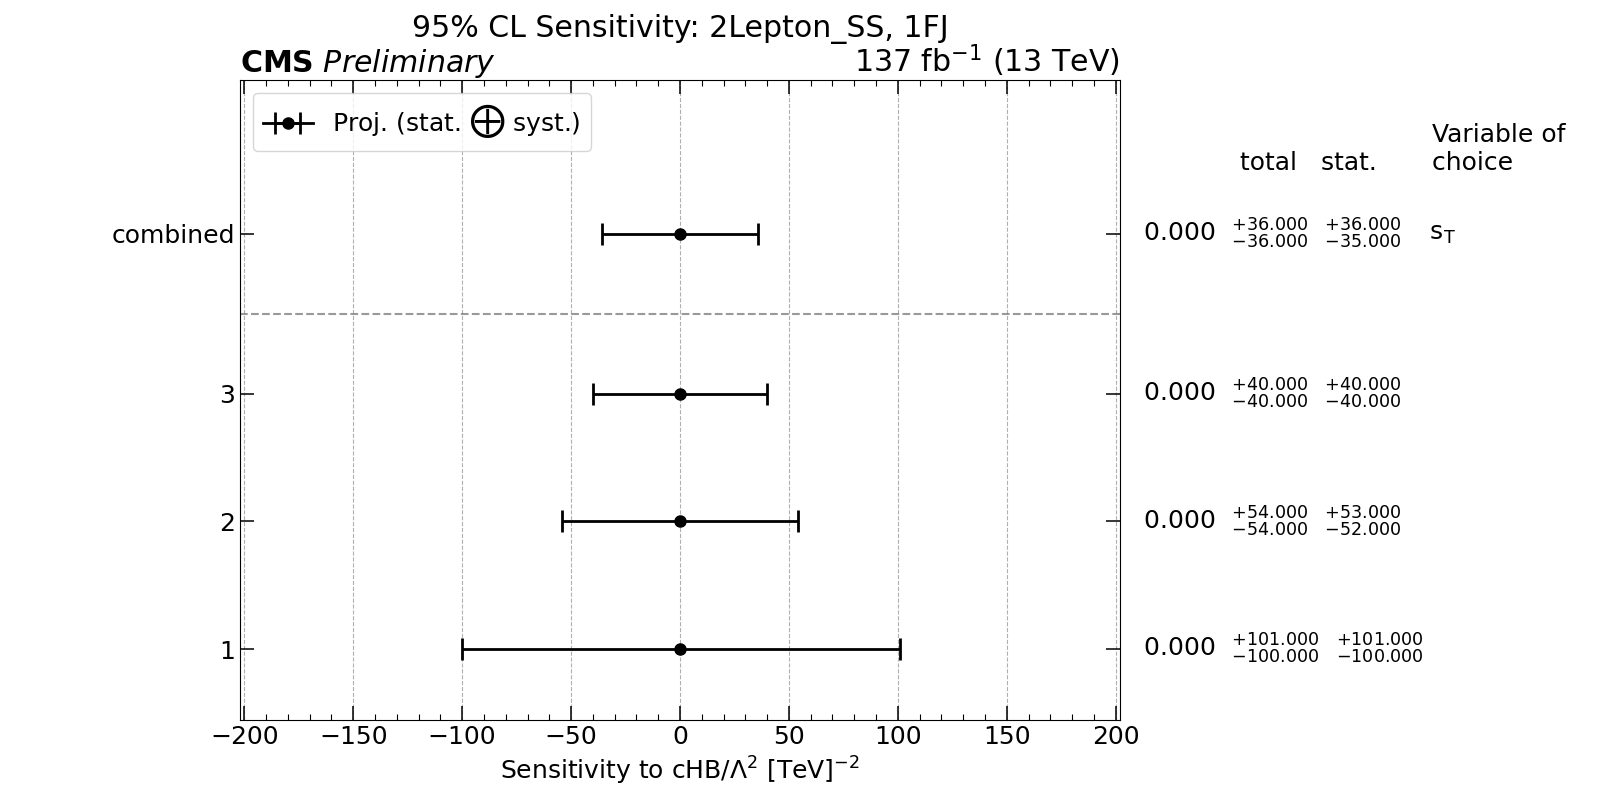 95% CL Sensitivity: 2Lepton_SS, 1FJ
CMS Preliminary 137 fb⁻¹ (13 TeV)
Proj. (stat. ⊕ syst.)
Variable of
total stat. choice
combined 0.000 +36.000 −36.000 +36.000 −35.000 s_T
3 0.000 +40.000 −40.000 +40.000 −40.000
2 0.000 +54.000 −54.000 +53.000 −52.000
1 0.000 +101.000 −100.000 +101.000 −100.000
−200 −150 −100 −50 0 50 100 150 200
Sensitivity to cHB/Λ² [TeV]⁻²